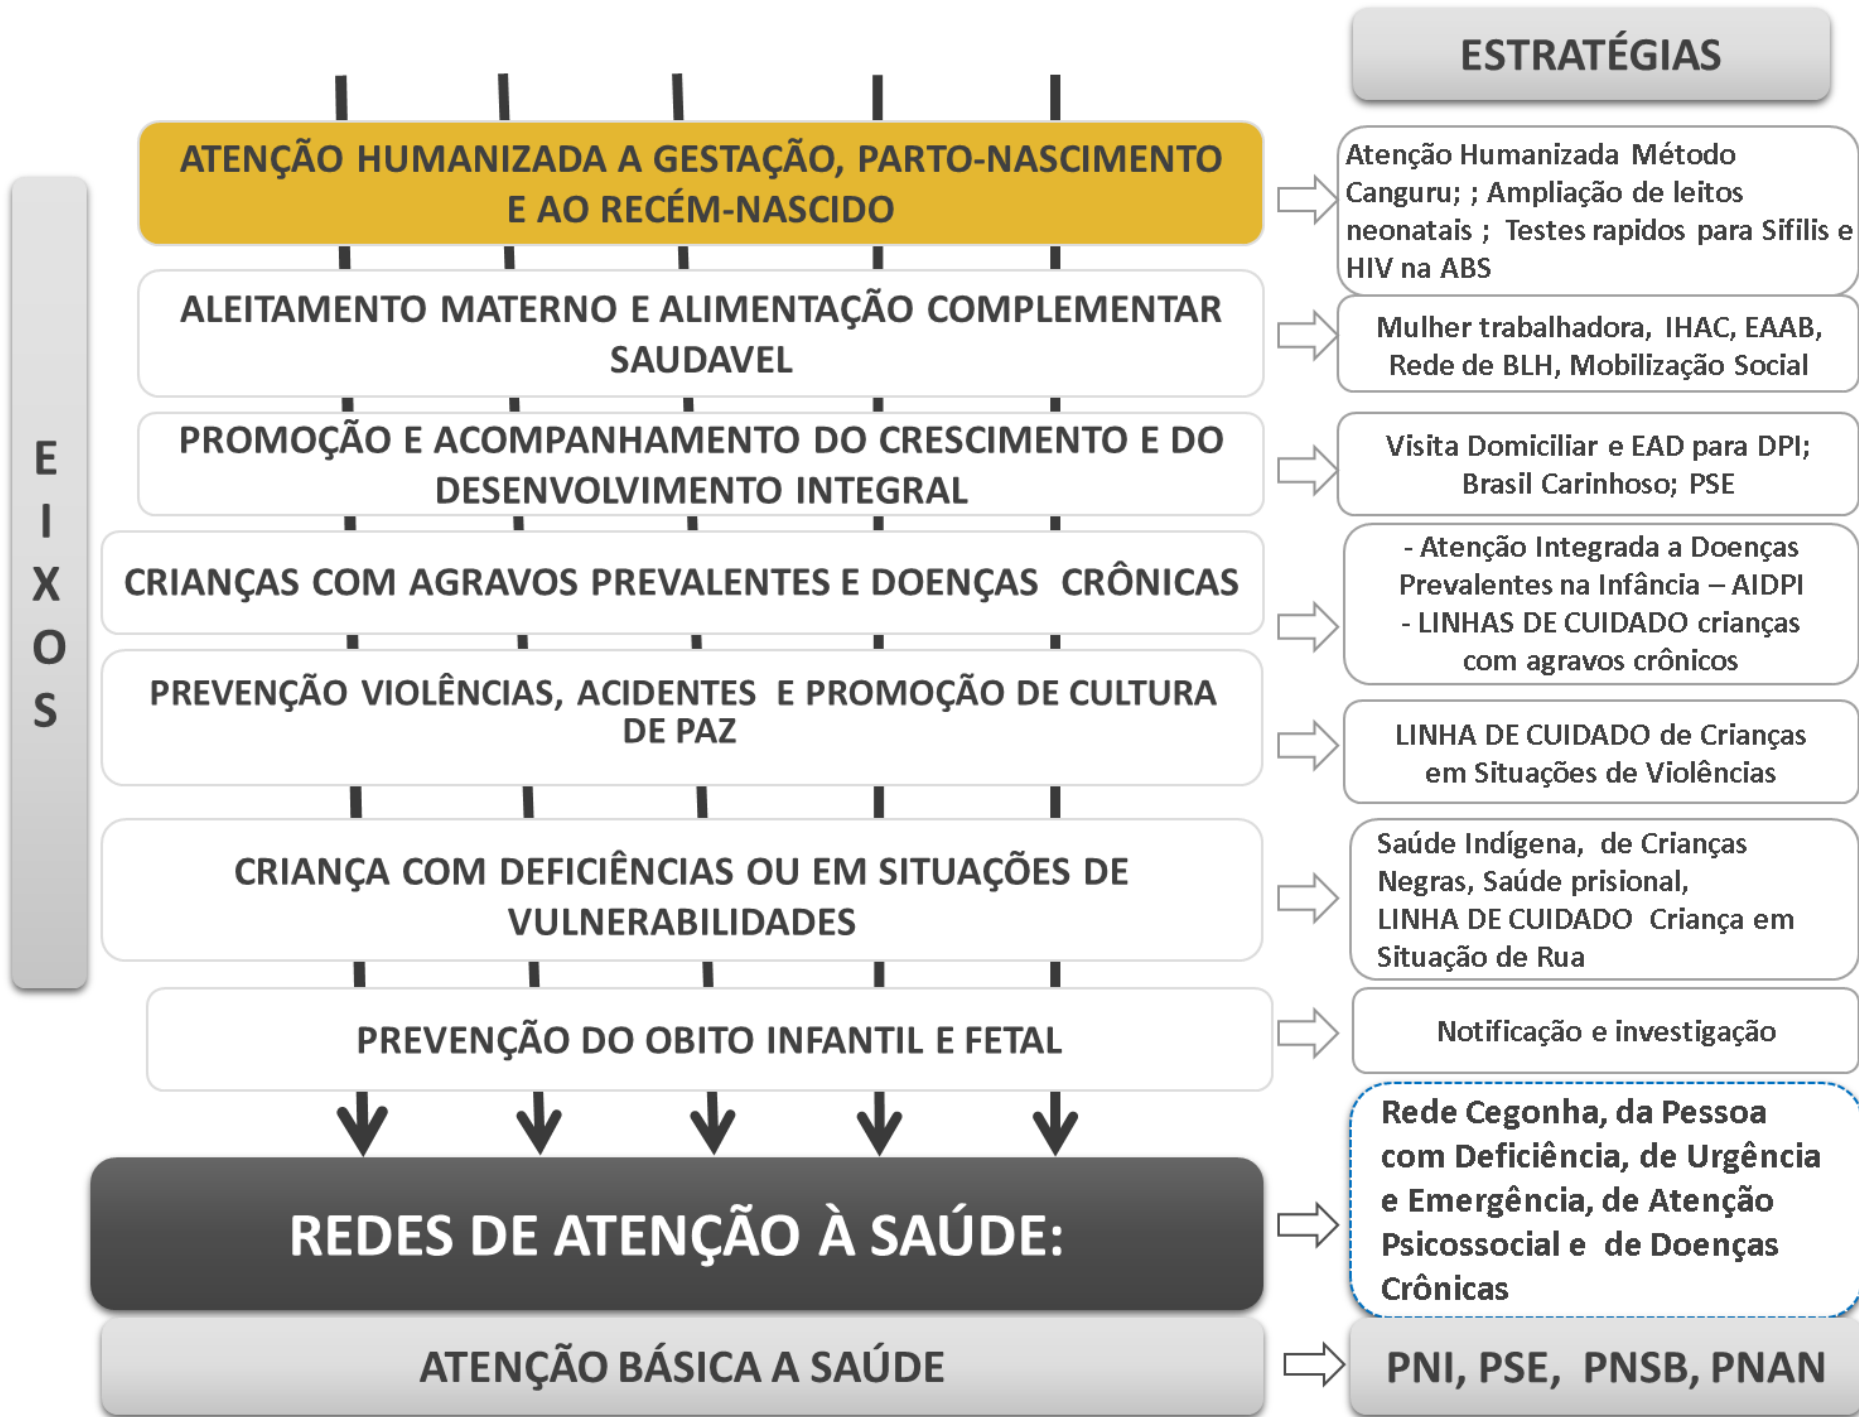 ESTRATÉGIAS
EIXOS
ATENÇÃO HUMANIZADA A GESTAÇÃO, PARTO-NASCIMENTO
E AO RECÉM-NASCIDO
Atenção Humanizada Método
Canguru; ; Ampliação de leitos
neonatais ; Testes rapidos para Sifilis e
HIV na ABS
ALEITAMENTO MATERNO E ALIMENTAÇÃO COMPLEMENTAR
SAUDAVEL
Mulher trabalhadora, IHAC, EAAB,
Rede de BLH, Mobilização Social
PROMOÇÃO E ACOMPANHAMENTO DO CRESCIMENTO E DO
DESENVOLVIMENTO INTEGRAL
Visita Domiciliar e EAD para DPI;
Brasil Carinhoso; PSE
CRIANÇAS COM AGRAVOS PREVALENTES E DOENÇAS CRÔNICAS
- Atenção Integrada a Doenças
Prevalentes na Infância – AIDPI
- LINHAS DE CUIDADO crianças
com agravos crônicos
PREVENÇÃO VIOLÊNCIAS, ACIDENTES E PROMOÇÃO DE CULTURA
DE PAZ
LINHA DE CUIDADO de Crianças
em Situações de Violências
CRIANÇA COM DEFICIÊNCIAS OU EM SITUAÇÕES DE
VULNERABILIDADES
Saúde Indígena, de Crianças
Negras, Saúde prisional,
LINHA DE CUIDADO Criança em
Situação de Rua
PREVENÇÃO DO OBITO INFANTIL E FETAL
Notificação e investigação
REDES DE ATENÇÃO À SAÚDE:
Rede Cegonha, da Pessoa
com Deficiência, de Urgência
e Emergência, de Atenção
Psicossocial e de Doenças
Crônicas
ATENÇÃO BÁSICA A SAÚDE
PNI, PSE, PNSB, PNAN